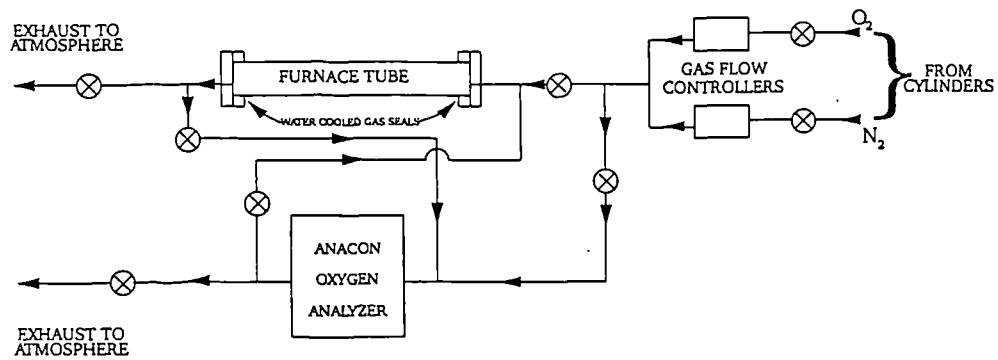 EXHAUST TO
ATMOSPHERE
FURNACE TUBE
WATER COOLED GAS SEALS
GAS FLOW
CONTROLLERS
O2
N2
FROM
CYLINDERS
ANACON
OXYGEN
ANALYZER
EXHAUST TO
ATMOSPHERE